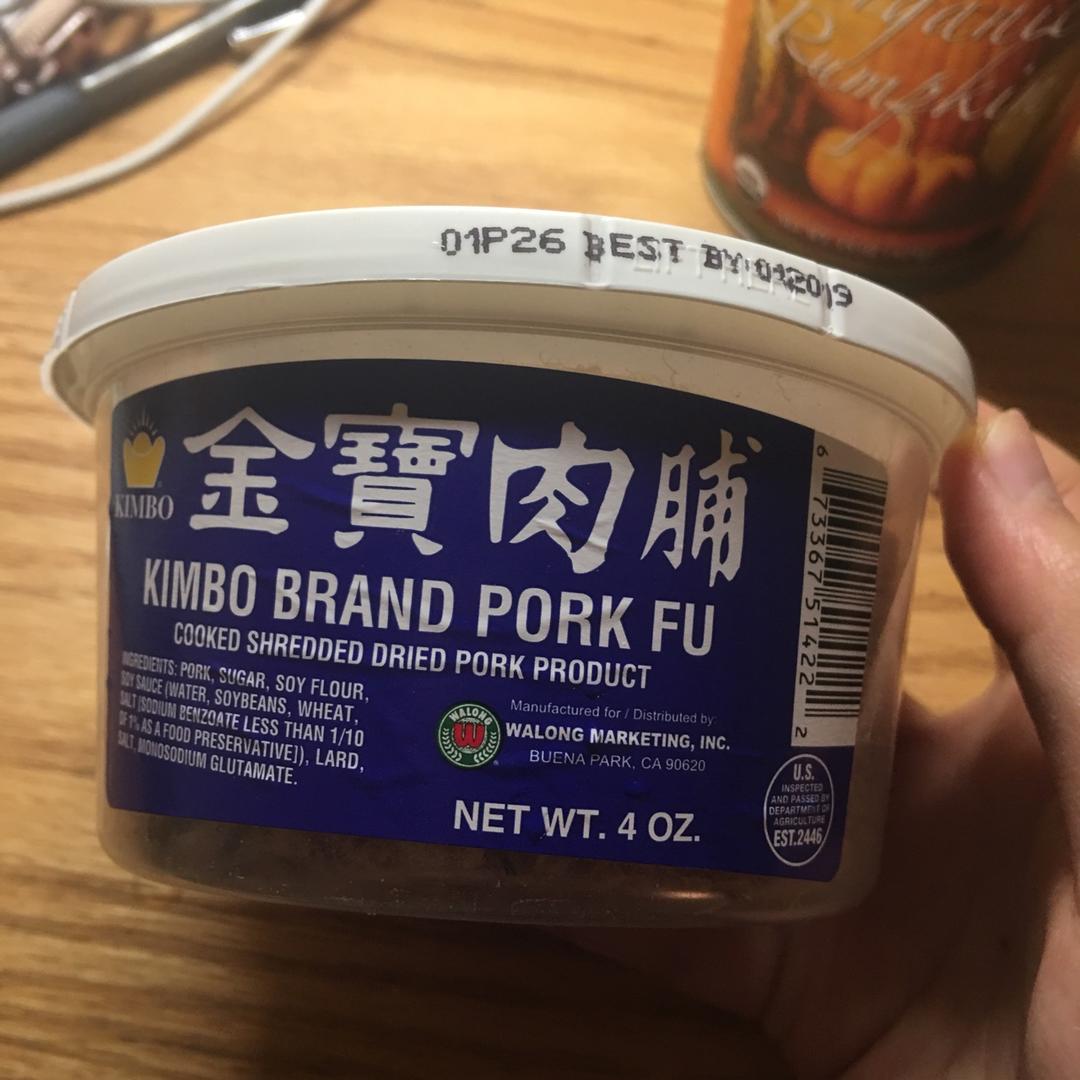 Organic
Pumpkin
01P26 BEST BY 012019
金寶肉脯
KIMBO
KIMBO BRAND PORK FU
COOKED SHREDDED DRIED PORK PRODUCT
INGREDIENTS: PORK, SUGAR, SOY FLOUR,
SOY SAUCE (WATER, SOYBEANS, WHEAT,
SALT [SODIUM BENZOATE LESS THAN 1/10
OF 1% AS A FOOD PRESERVATIVE]), LARD,
SALT, MONOSODIUM GLUTAMATE.
WALONG
W
Manufactured for / Distributed by:
WALONG MARKETING, INC.
BUENA PARK, CA 90620
NET WT. 4 OZ.
6 73367 51422 2
U.S.
INSPECTED
AND PASSED BY
DEPARTMENT OF
AGRICULTURE
EST.2446